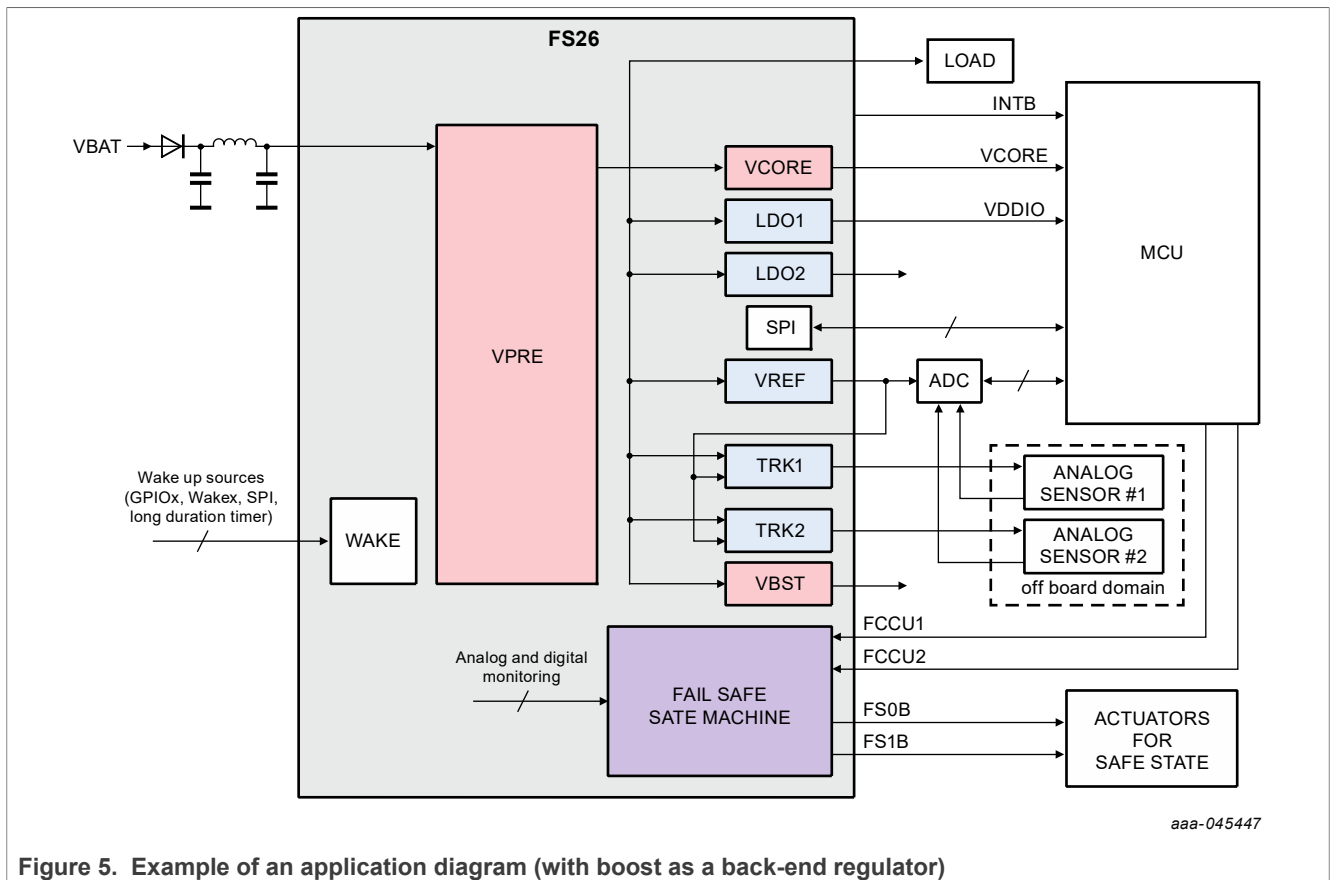 FS26
LOAD
INTB
VBAT
VCORE
VCORE
LDO1
VDDIO
MCU
LDO2
SPI
VPRE
VREF
ADC
TRK1
ANALOG
SENSOR #1
Wake up sources
(GPIOx, Wakex, SPI,
long duration timer)
WAKE
TRK2
ANALOG
SENSOR #2
VBST
off board domain
FCCU1
FCCU2
Analog and digital
monitoring
FAIL SAFE
SATE MACHINE
FS0B
FS1B
ACTUATORS
FOR
SAFE STATE
aaa-045447
Figure 5. Example of an application diagram (with boost as a back-end regulator)